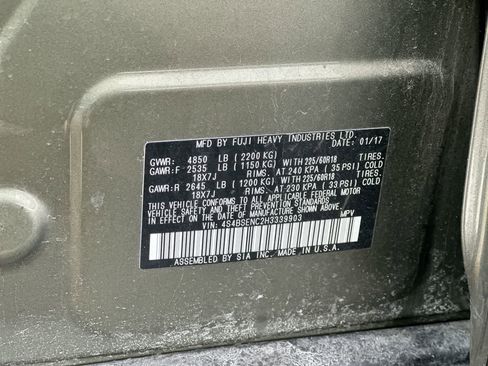 MFD BY FUJI HEAVY INDUSTRIES LTD.
DATE: 01/17
GVWR: 4850 LB ( 2200 KG) TIRES.
GAWR:F 2535 LB ( 1150 KG) WITH 225/60R18
18X7J RIMS. AT 240 KPA ( 35 PSI) COLD
GAWR:R 2645 LB ( 1200 KG) WITH 225/60R18 TIRES.
18X7J RIMS. AT 230 KPA ( 33 PSI) COLD
THIS VEHICLE CONFORMS TO ALL
APPLICABLE FEDERAL MOTOR
VEHICLE SAFETY STANDARDS
IN EFFECT ON THE DATE OF
MANUFACTURE SHOWN ABOVE.
VIN: 4S4BSENC2H3339903 MPV
ASSEMBLED BY SIA INC. MADE IN U.S.A.